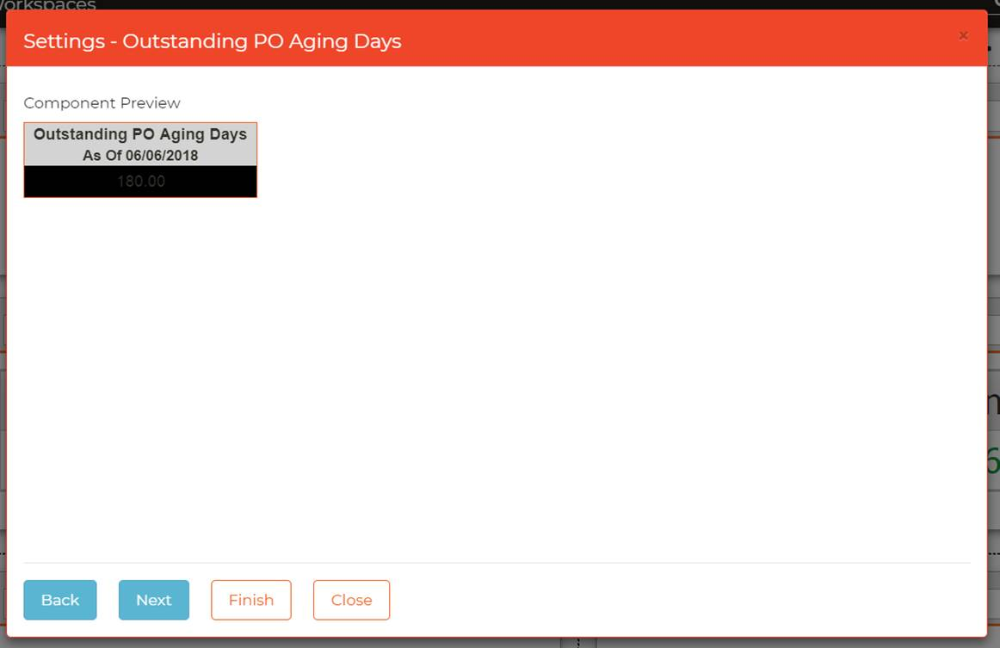 Workspaces
Settings - Outstanding PO Aging Days
×
Component Preview
Outstanding PO Aging Days
As Of 06/06/2018
180.00
6
Back Next Finish Close